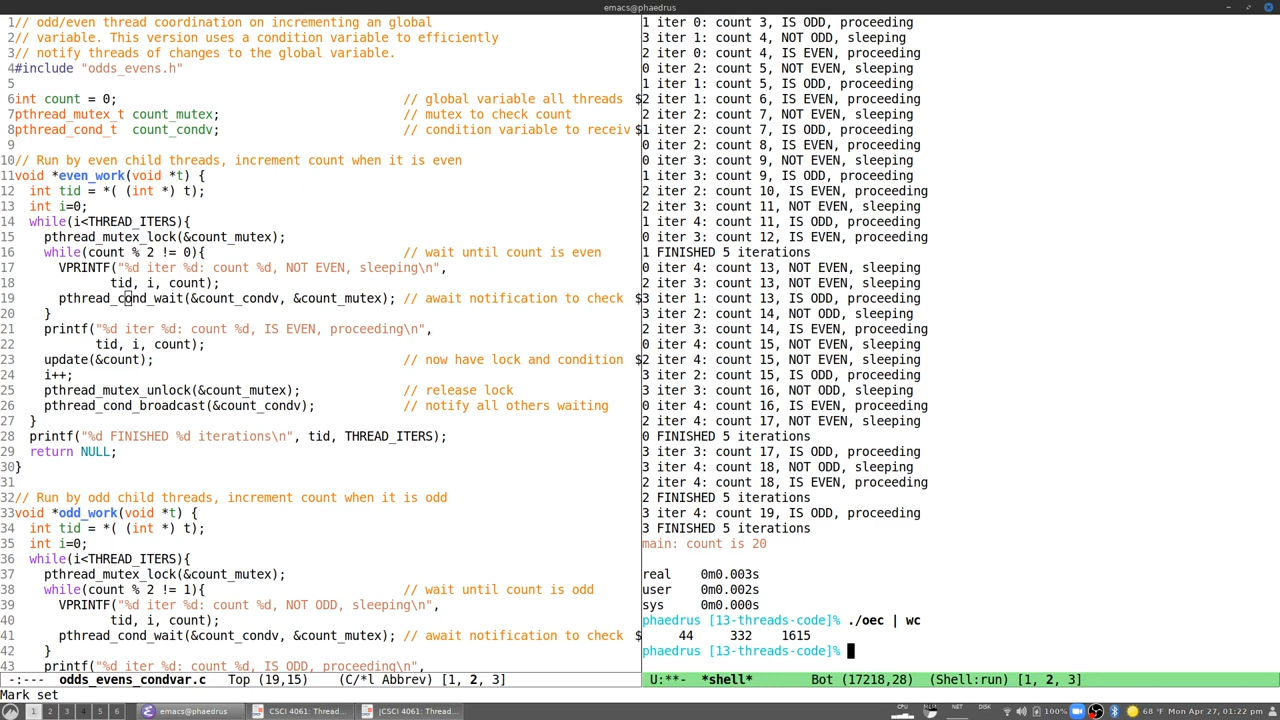 emacs@phaedrus
1// odd/even thread coordination on incrementing an global
2// variable. This version uses a condition variable to efficiently
3// notify threads of changes to the global variable.
4#include "odds_evens.h"
5
6int count = 0; // global variable all threads $
7pthread_mutex_t count_mutex; // mutex to check count
8pthread_cond_t count_condv; // condition variable to receiv$
9
10// Run by even child threads, increment count when it is even
11void *even_work(void *t) {
12 int tid = *( (int *) t);
13 int i=0;
14 while(i<THREAD_ITERS){
15 pthread_mutex_lock(&count_mutex);
16 while(count % 2 != 0){ // wait until count is even
17 VPRINTF("%d iter %d: count %d, NOT EVEN, sleeping\n",
18 tid, i, count);
19 pthread_cond_wait(&count_condv, &count_mutex); // await notification to check $
20 }
21 printf("%d iter %d: count %d, IS EVEN, proceeding\n",
22 tid, i, count);
23 update(&count); // now have lock and condition $
24 i++;
25 pthread_mutex_unlock(&count_mutex); // release lock
26 pthread_cond_broadcast(&count_condv); // notify all others waiting
27 }
28 printf("%d FINISHED %d iterations\n", tid, THREAD_ITERS);
29 return NULL;
30}
31
32// Run by odd child threads, increment count when it is odd
33void *odd_work(void *t) {
34 int tid = *( (int *) t);
35 int i=0;
36 while(i<THREAD_ITERS){
37 pthread_mutex_lock(&count_mutex);
38 while(count % 2 != 1){ // wait until count is odd
39 VPRINTF("%d iter %d: count %d, NOT ODD, sleeping\n",
40 tid, i, count);
41 pthread_cond_wait(&count_condv, &count_mutex); // await notification to check $
42 }
43 printf("%d iter %d: count %d, IS ODD, proceeding\n",
-:--- odds_evens_condvar.c Top (19,15) (C/*l Abbrev) [1, 2, 3]
1 iter 0: count 3, IS ODD, proceeding
3 iter 1: count 4, NOT ODD, sleeping
2 iter 0: count 4, IS EVEN, proceeding
0 iter 2: count 5, NOT EVEN, sleeping
1 iter 1: count 5, IS ODD, proceeding
2 iter 1: count 6, IS EVEN, proceeding
2 iter 2: count 7, NOT EVEN, sleeping
1 iter 2: count 7, IS ODD, proceeding
0 iter 2: count 8, IS EVEN, proceeding
0 iter 3: count 9, NOT EVEN, sleeping
1 iter 3: count 9, IS ODD, proceeding
2 iter 2: count 10, IS EVEN, proceeding
2 iter 3: count 11, NOT EVEN, sleeping
1 iter 4: count 11, IS ODD, proceeding
0 iter 3: count 12, IS EVEN, proceeding
1 FINISHED 5 iterations
0 iter 4: count 13, NOT EVEN, sleeping
2 iter 3: count 13, NOT EVEN, sleeping
3 iter 1: count 13, IS ODD, proceeding
3 iter 2: count 14, NOT ODD, sleeping
2 iter 3: count 14, IS EVEN, proceeding
0 iter 4: count 15, NOT EVEN, sleeping
2 iter 4: count 15, NOT EVEN, sleeping
3 iter 2: count 15, IS ODD, proceeding
3 iter 3: count 16, NOT ODD, sleeping
0 iter 4: count 16, IS EVEN, proceeding
2 iter 4: count 17, NOT EVEN, sleeping
0 FINISHED 5 iterations
3 iter 3: count 17, IS ODD, proceeding
3 iter 4: count 18, NOT ODD, sleeping
2 iter 4: count 18, IS EVEN, proceeding
2 FINISHED 5 iterations
3 iter 4: count 19, IS ODD, proceeding
3 FINISHED 5 iterations
main: count is 20
real 0m0.003s
user 0m0.002s
sys 0m0.000s
phaedrus [13-threads-code]% ./oec | wc
44 332 1615
phaedrus [13-threads-code]%
U:**- *shell* Bot (17218,28) (Shell:run) [1, 2, 3]
Mark set
1 2 3 4 5 6 emacs@phaedrus CSCI 4061: Thread... [CSCI 4061: Thread... CPU NET DISK 100% 68 °F Mon Apr 27, 01:22 pm